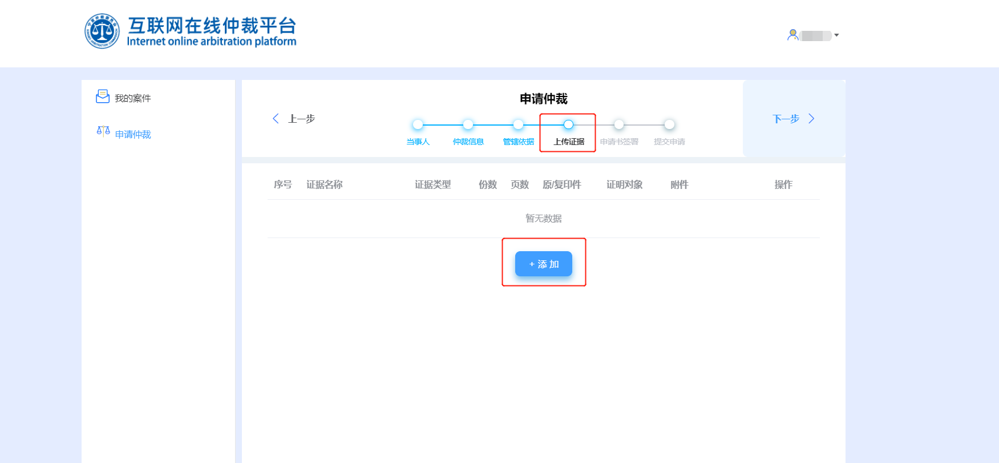 互联网在线仲裁平台
Internet online arbitration platform
我的案件
申请仲裁
申请仲裁
上一步
当事人 仲裁信息 管辖依据 上传证据 申请书签署 提交申请
下一步
序号 证据名称 证据类型 份数 页数 原/复印件 证明对象 附件 操作
暂无数据
+ 添 加